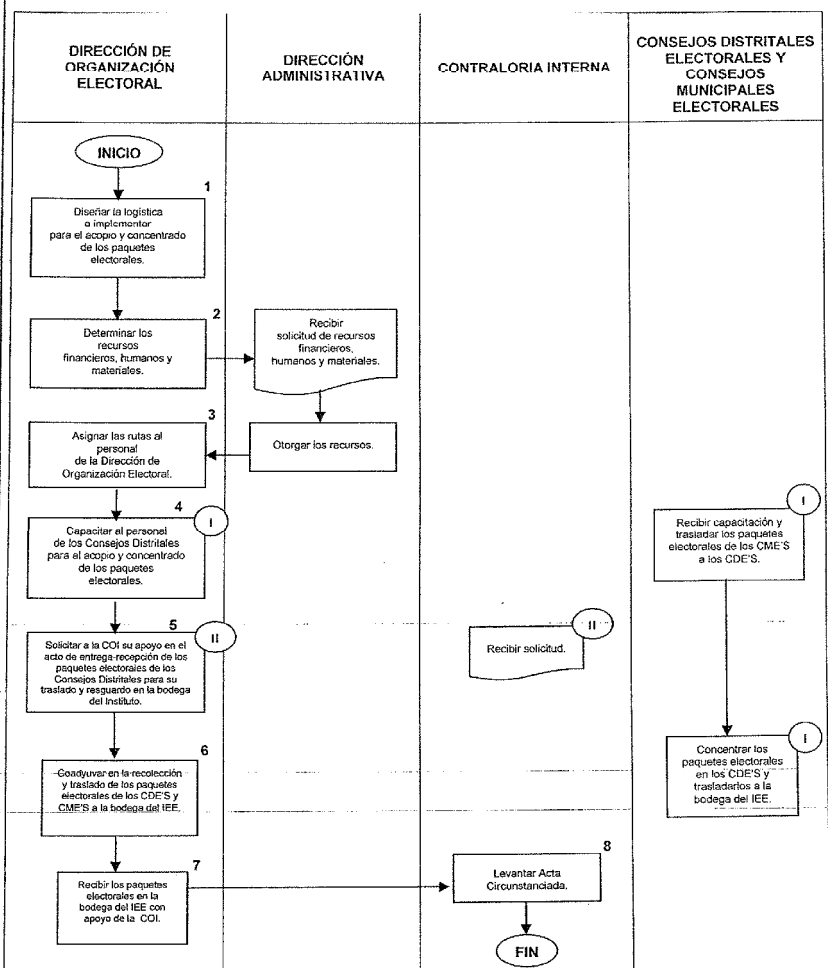 DIRECCIÓN DE
ORGANIZACIÓN
ELECTORAL
DIRECCIÓN
ADMINISTRATIVA
CONTRALORIA INTERNA
CONSEJOS DISTRITALES
ELECTORALES Y
CONSEJOS
MUNICIPALES
ELECTORALES
INICIO
1
Diseñar la logística
a implementar
para el acopio y concentrado
de los paquetes
electorales.
2
Determinar los
recursos
financieros, humanos y
materiales.
Recibir
solicitud de recursos
financieros,
humanos y materiales.
3
Asignar las rutas al
personal
de la Dirección de
Organización Electoral.
Otorgar los recursos.
4
I
Capacitar al personal
de los Consejos Distritales
para el acopio y concentrado
de los paquetes
electorales.
I
Recibir capacitación y
trasladar los paquetes
electorales de los CME'S
a los CDE'S.
5
II
Solicitar a la COI su apoyo en el
acto de entrega-recepción de los
paquetes electorales de los
Consejos Distritales para su
traslado y resguardo en la bodega
del Instituto.
II
Recibir solicitud.
6
Coadyuvar en la recolección
y traslado de los paquetes
electorales de los CDE'S y
CME'S a la bodega del IEE.
I
Concentrar los
paquetes electorales
en los CDE'S y
trasladarlos a la
bodega del IEE.
7
Recibir los paquetes
electorales en la
bodega del IEE con
apoyo de la COI.
8
Levantar Acta
Circunstanciada.
FIN